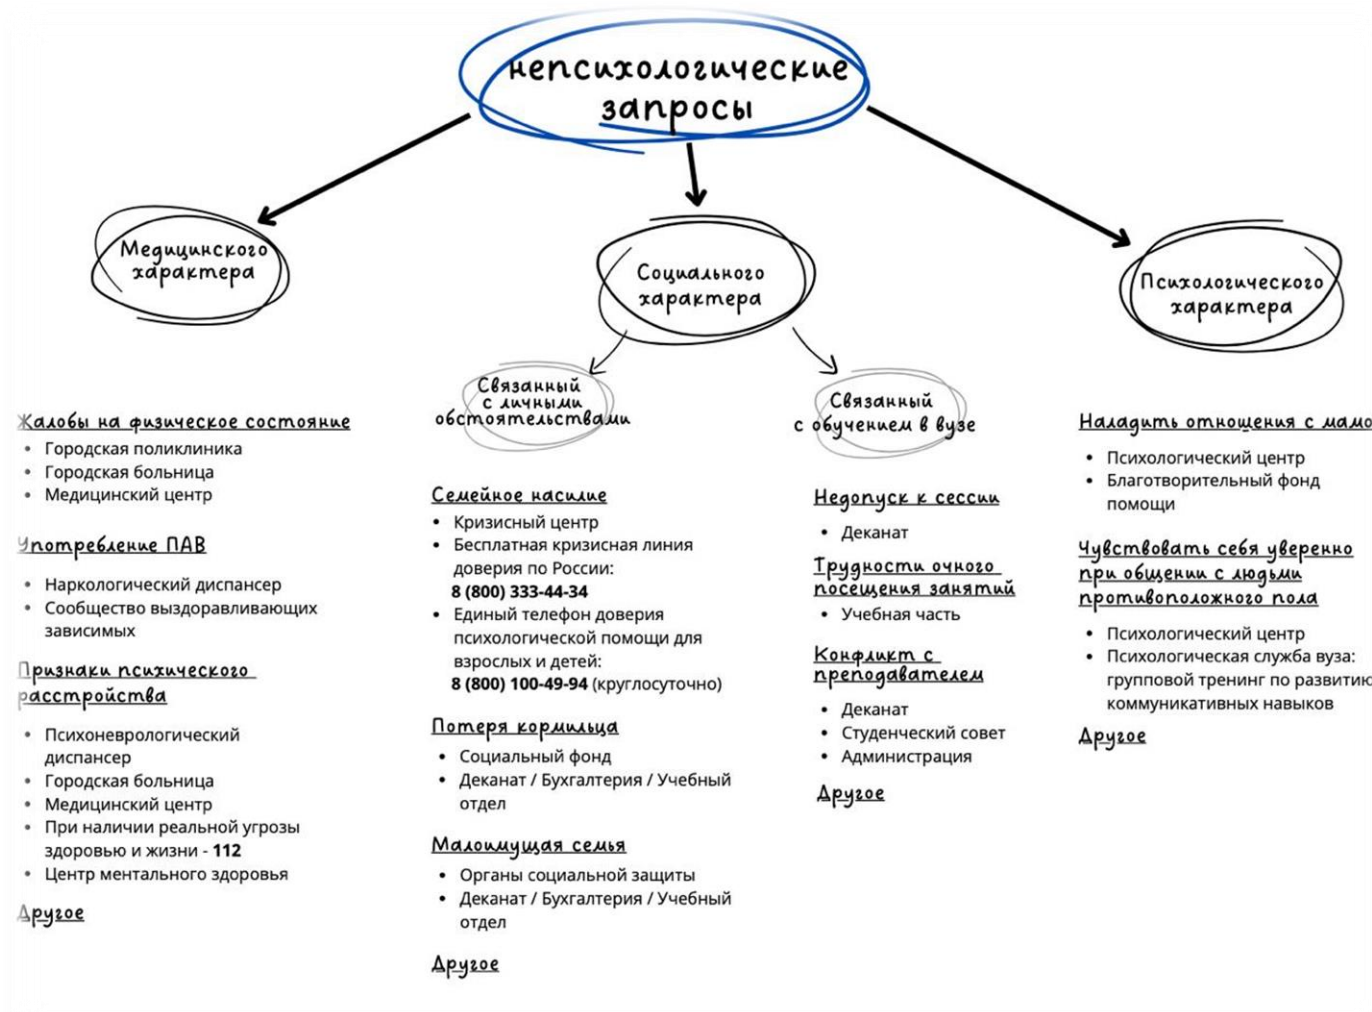 непсихологические
запросы
Медицинского
характера
Жалобы на физическое состояние
• Городская поликлиника
• Городская больница
• Медицинский центр
Употребление ПАВ
• Наркологический диспансер
• Сообщество выздоравливающих
зависимых
Признаки психического
расстройства
• Психоневрологический
диспансер
• Городская больница
• Медицинский центр
• При наличии реальной угрозы
здоровью и жизни - 112
• Центр ментального здоровья
Другое
Социального
характера
Связанный
с личными
обстоятельствами
Семейное насилие
• Кризисный центр
• Бесплатная кризисная линия
доверия по России:
8 (800) 333-44-34
• Единый телефон доверия
психологической помощи для
взрослых и детей:
8 (800) 100-49-94 (круглосуточно)
Потеря кормильца
• Социальный фонд
• Деканат / Бухгалтерия / Учебный
отдел
Малоимущая семья
• Органы социальной защиты
• Деканат / Бухгалтерия / Учебный
отдел
Другое
Связанный
с обучением в вузе
Недопуск к сессии
• Деканат
Трудности очного
посещения занятий
• Учебная часть
Конфликт с
преподавателем
• Деканат
• Студенческий совет
• Администрация
Другое
Психологического
характера
Наладить отношения с мамо
• Психологический центр
• Благотворительный фонд
помощи
Чувствовать себя уверенно
при общении с людьми
противоположного пола
• Психологический центр
• Психологическая служба вуза:
групповой тренинг по развитию
коммуникативных навыков
Другое